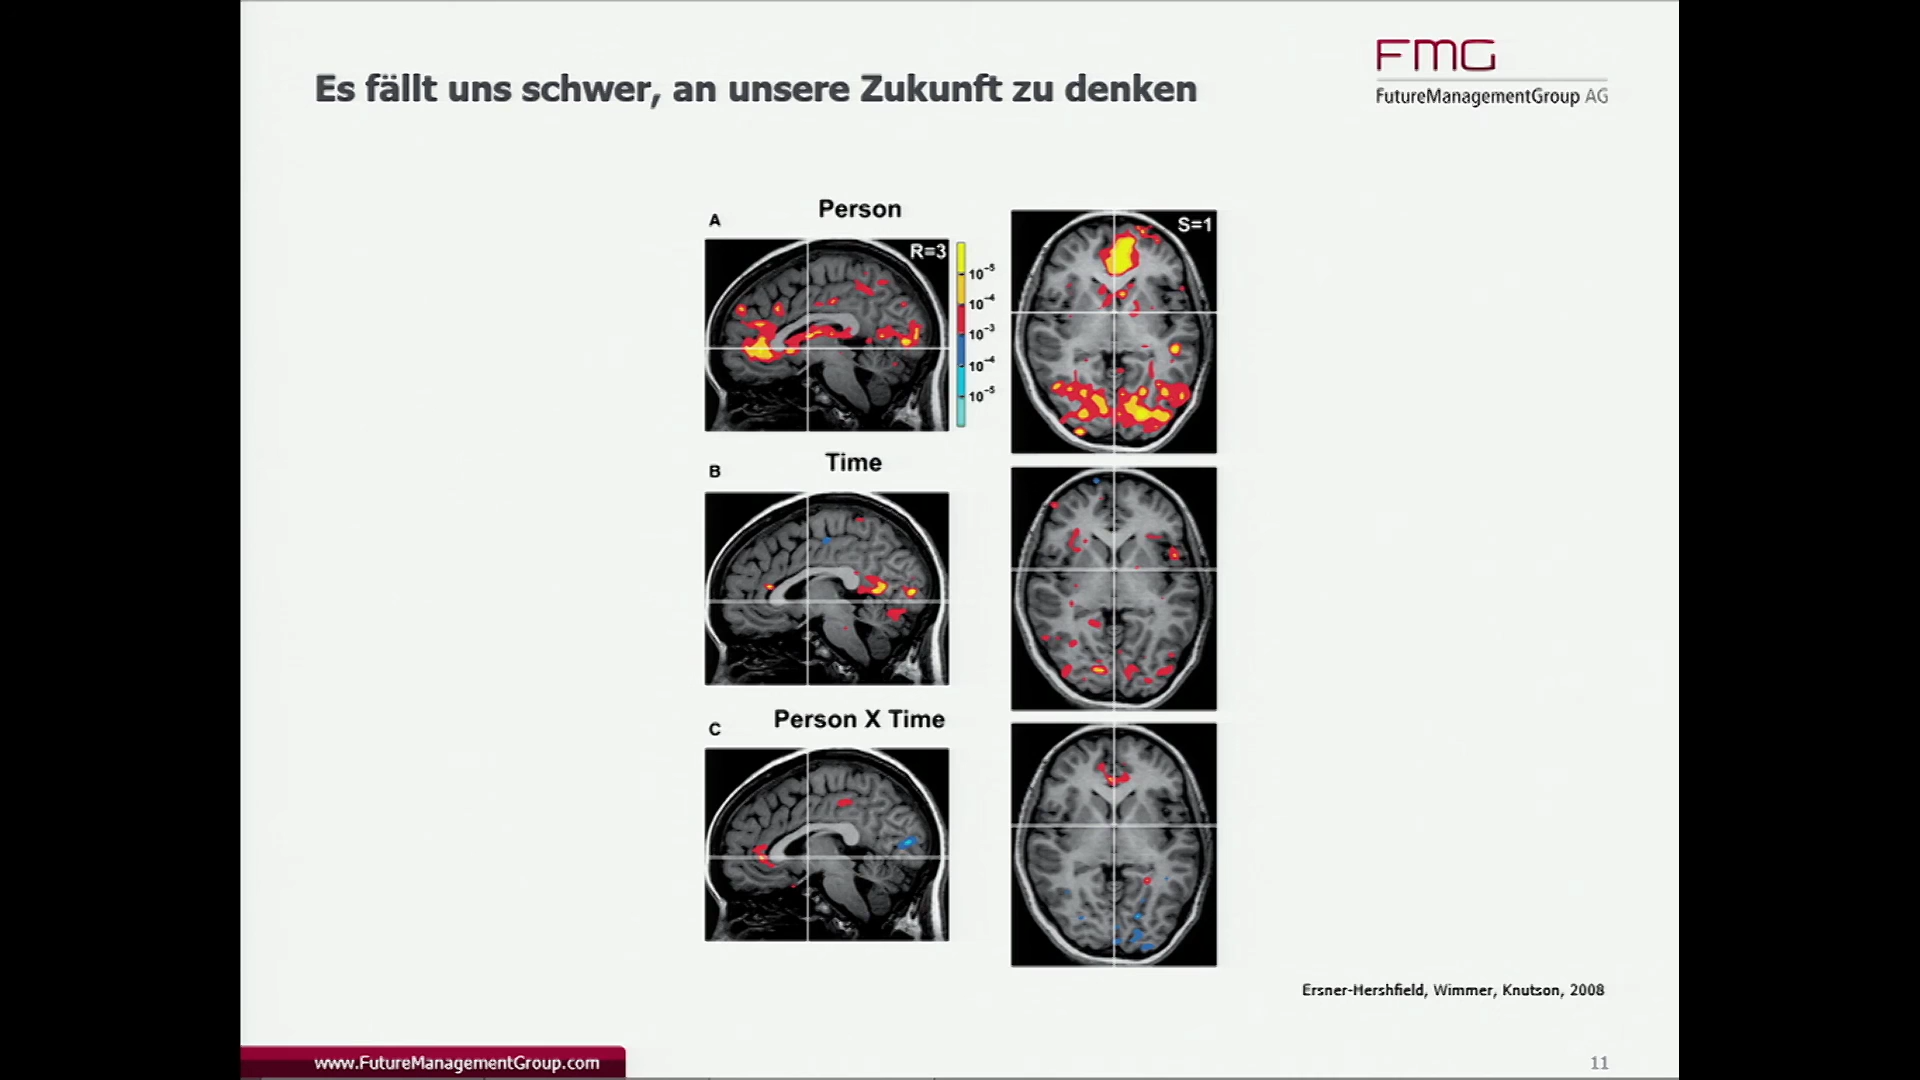 Es fällt uns schwer, an unsere Zukunft zu denken
FMG
FutureManagementGroup AG
A
Person
R=3
10⁻⁵
10⁻⁴
10⁻³
10⁻⁴
10⁻⁵
S=1
B
Time
C
Person X Time
Ersner-Hershfield, Wimmer, Knutson, 2008
www.FutureManagementGroup.com
11